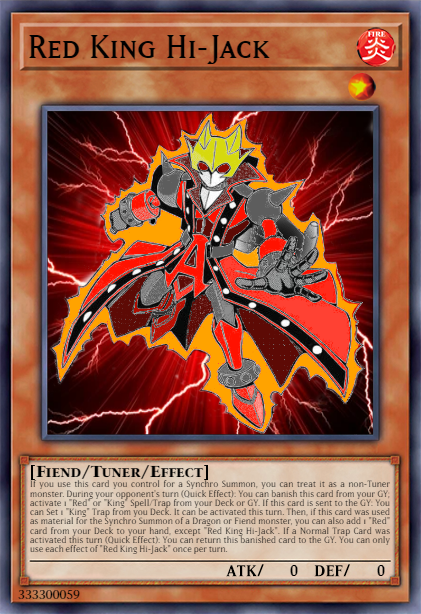 Red King Hi-Jack
FIRE
炎
A
[Fiend/Tuner/Effect]
If you use this card you control for a Synchro Summon, you can treat it as a non-Tuner
monster. During your opponent's turn (Quick Effect): You can banish this card from your GY;
activate 1 "Red" or "King" Spell/Trap from your Deck or GY. If this card is sent to the GY: You
can Set 1 "King" Trap from you Deck. It can be activated this turn. Then, if this card was used
as material for the Synchro Summon of a Dragon or Fiend monster, you can also add 1 "Red"
card from your Deck to your hand, except "Red King Hi-Jack". If a Normal Trap Card was
activated this turn (Quick Effect): You can return this banished card to the GY. You can only
use each effect of "Red King Hi-Jack" once per turn.
ATK/ 0 DEF/ 0
333300059